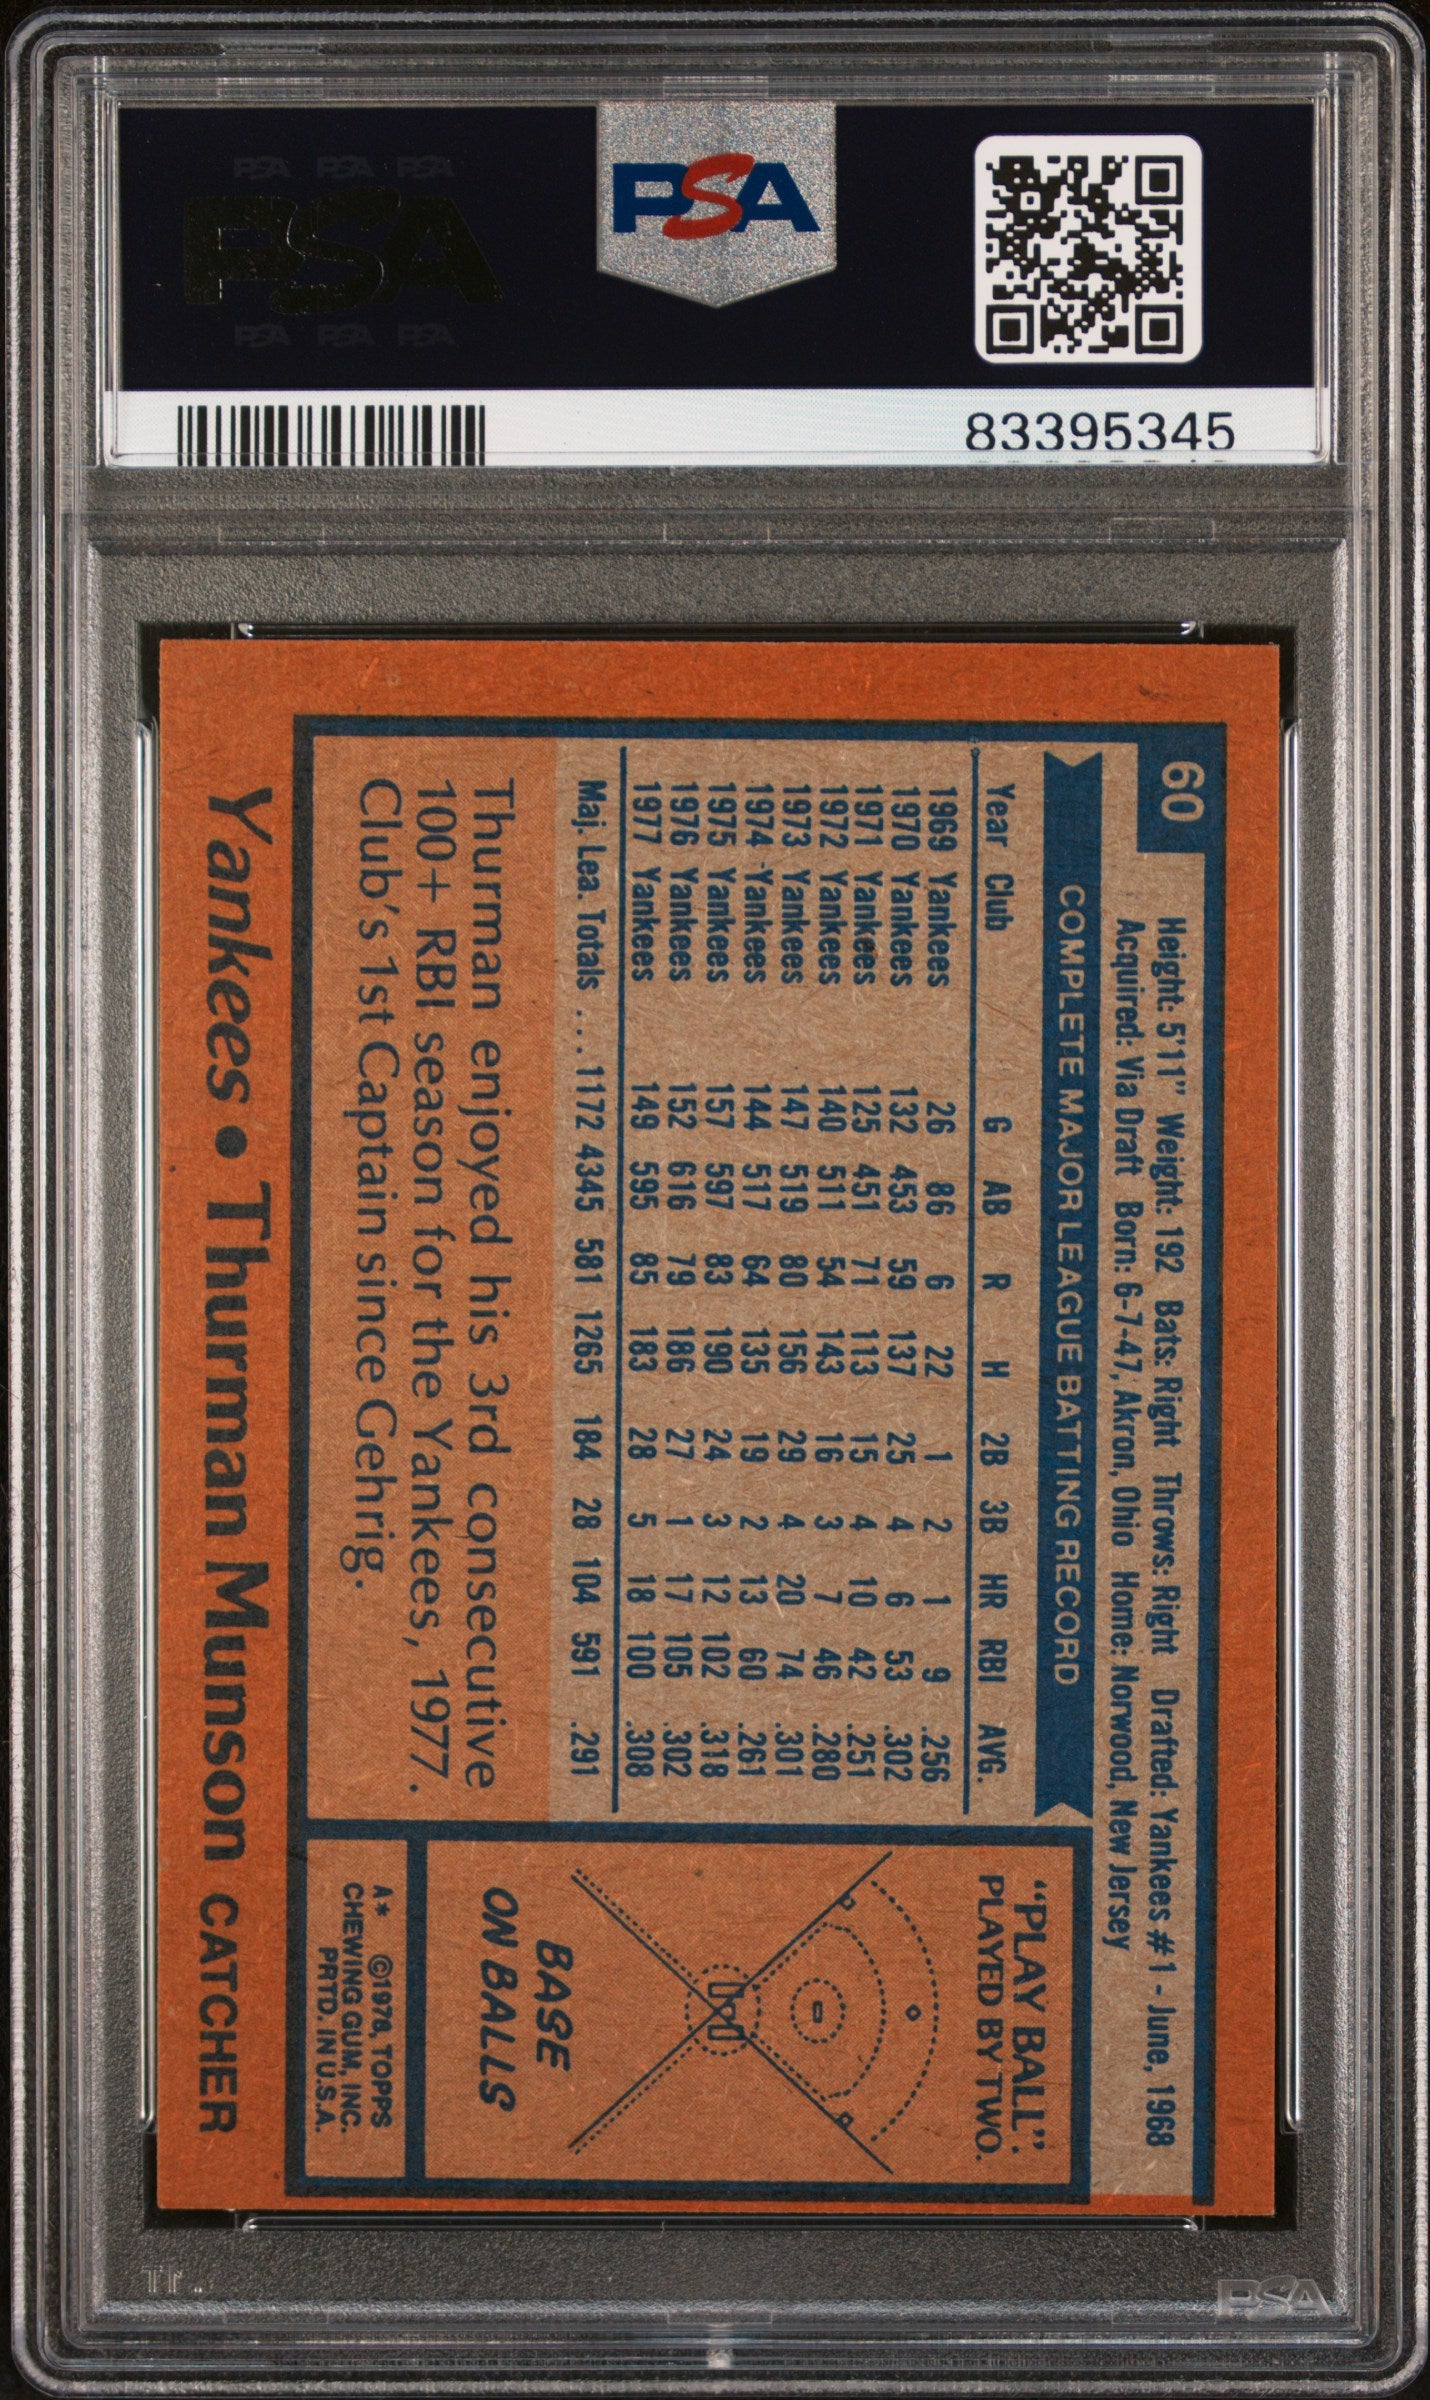 PSA PSA PSA
PSA
PSA PSA PSA
PSA
83395345
60
Height: 5'11" Weight: 192 Bats: Right Throws: Right Drafted: Yankees #1 - June, 1968
Acquired: Via Draft Born: 6-7-47, Akron, Ohio Home: Norwood, New Jersey
COMPLETE MAJOR LEAGUE BATTING RECORD
Year Club G AB R H 2B 3B HR RBI AVG.
1969 Yankees 26 86 6 22 1 2 1 9 .256
1970 Yankees 132 453 59 137 25 4 6 53 .302
1971 Yankees 125 451 71 113 15 4 10 42 .251
1972 Yankees 140 511 54 143 16 3 7 46 .280
1973 Yankees 147 519 80 156 29 4 20 74 .301
1974 Yankees 144 517 64 135 19 2 13 60 .261
1975 Yankees 157 597 83 190 24 3 12 102 .318
1976 Yankees 152 616 79 186 27 1 17 105 .302
1977 Yankees 149 595 85 183 28 5 18 100 .308
Maj. Lea. Totals .... 1172 4345 581 1265 184 28 104 591 .291
Thurman enjoyed his 3rd consecutive
100+ RBI season for the Yankees, 1977.
Club's 1st Captain since Gehrig.
"PLAY BALL":
PLAYED BY TWO.
BASE
ON BALLS
A* ©1978, TOPPS
CHEWING GUM, INC.
PRTD. IN U.S.A.
Yankees • Thurman Munson CATCHER
PSA